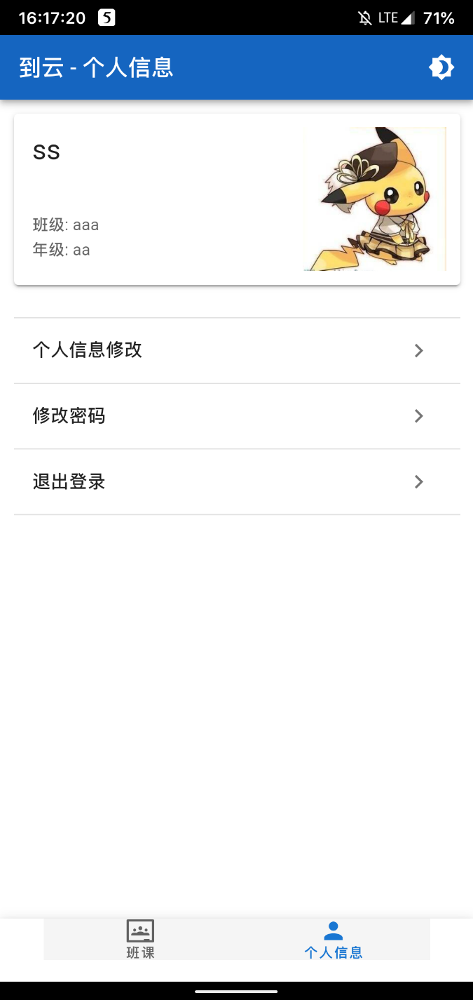 16:17:20 5 LTE 71%
到云 - 个人信息
ss
班级: aaa
年级: aa
个人信息修改
修改密码
退出登录
班课
个人信息